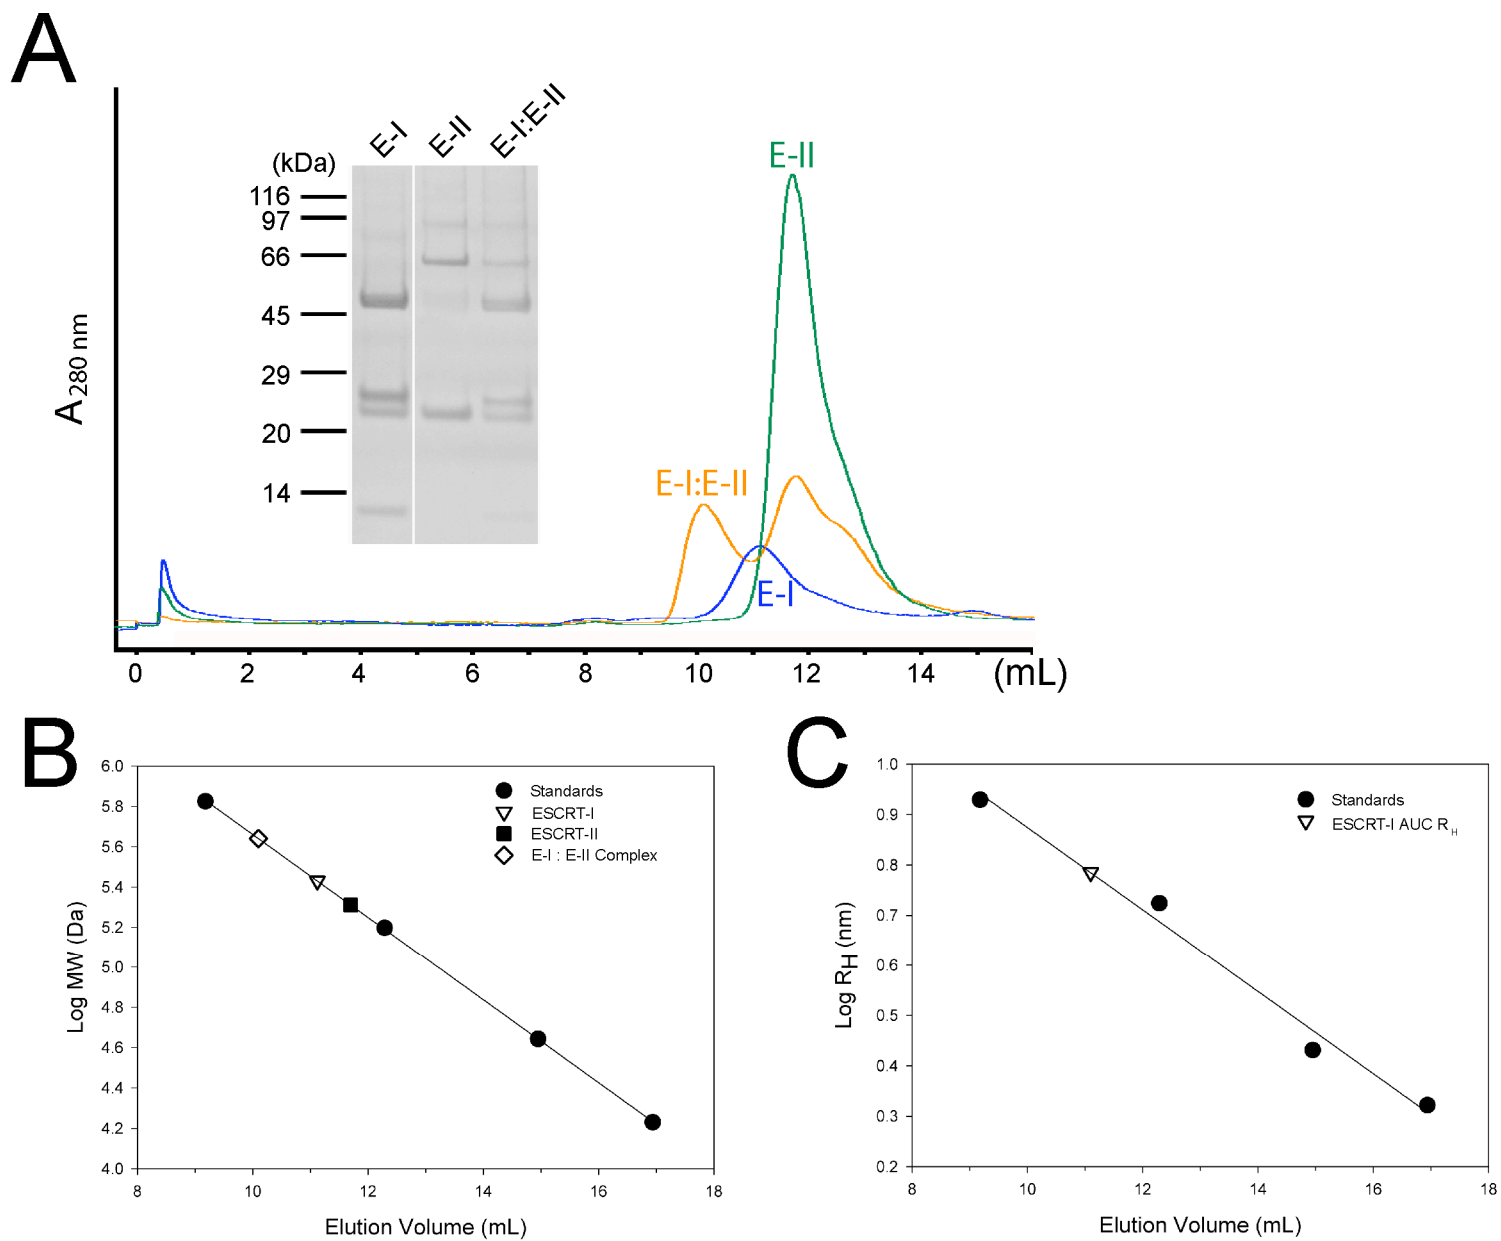 A
E-I
E-II
E-I:E-II
(kDa)
116
97
66
45
29
20
14
A280 nm
E-II
E-I:E-II
E-I
0 2 4 6 8 10 12 14 (mL)
B
6.0
5.8
5.6
5.4
5.2
5.0
4.8
4.6
4.4
4.2
4.0
Log MW (Da)
Standards
ESCRT-I
ESCRT-II
E-I : E-II Complex
8 10 12 14 16 18
Elution Volume (mL)
C
1.0
0.9
0.8
0.7
0.6
0.5
0.4
0.3
0.2
Log RH (nm)
Standards
ESCRT-I AUC RH
8 10 12 14 16 18
Elution Volume (mL)